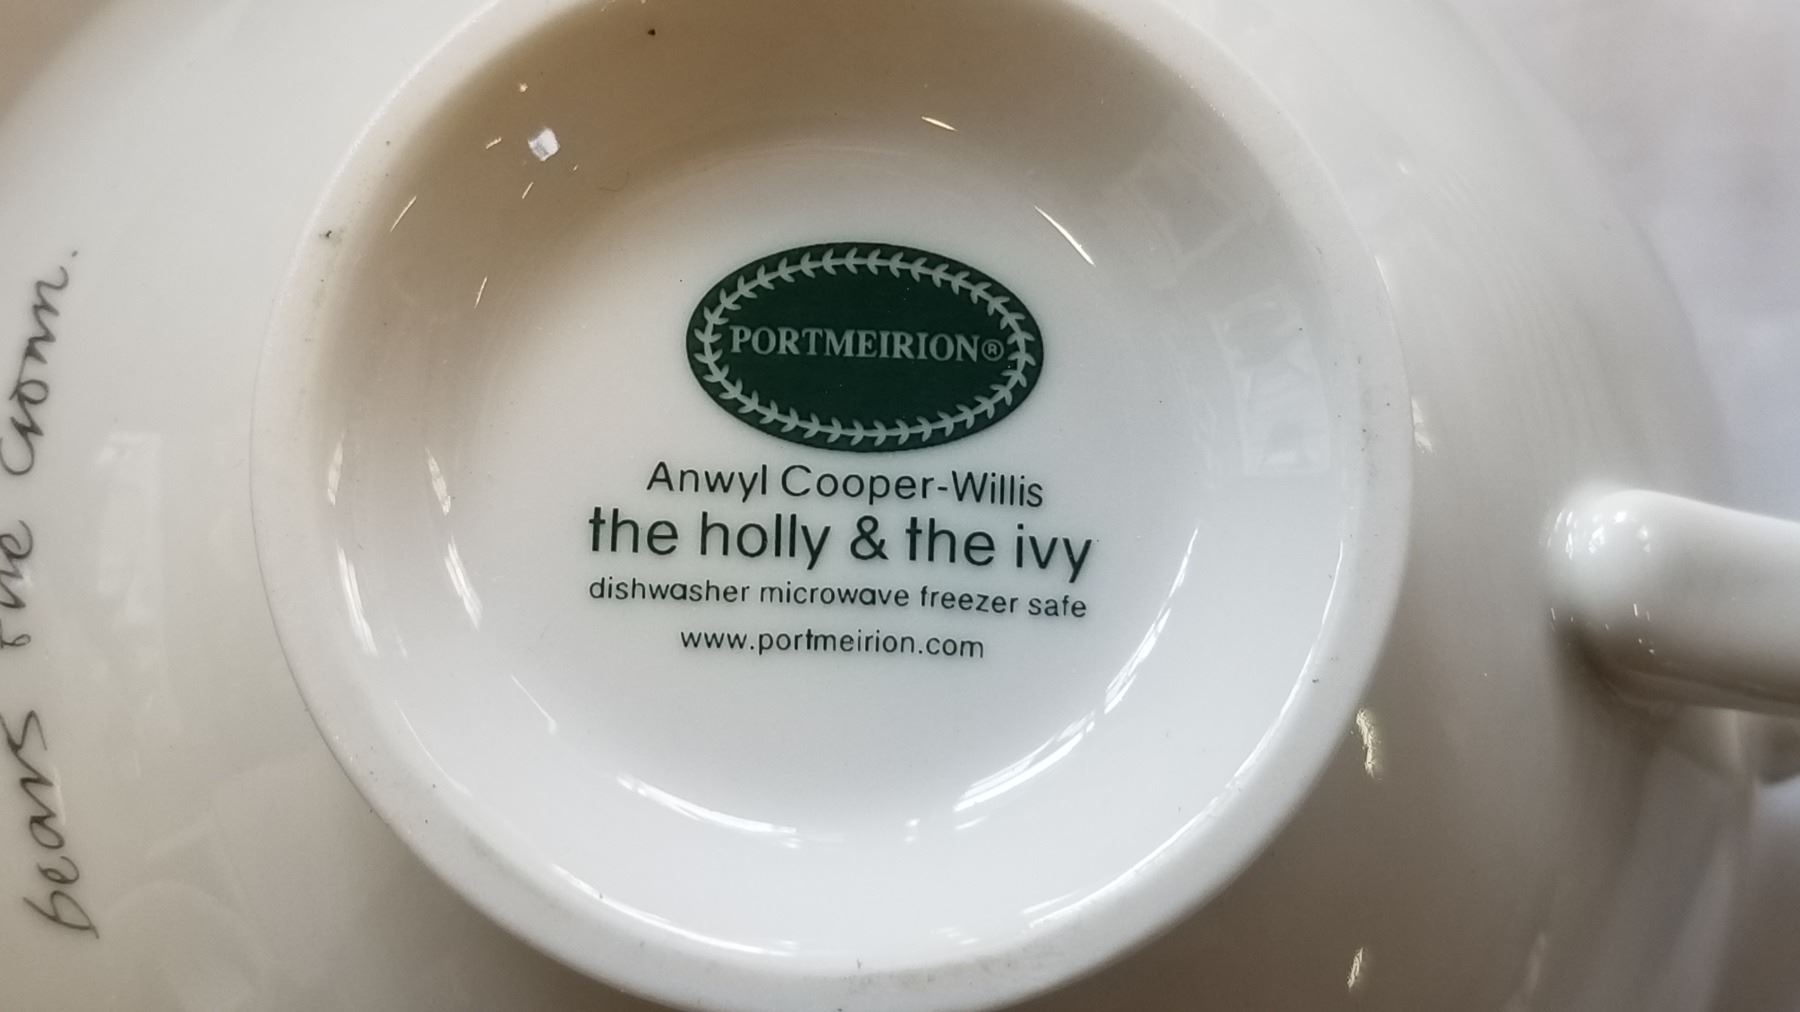 PORTMEIRION®
Anwyl Cooper-Willis
the holly & the ivy
dishwasher microwave freezer safe
www.portmeirion.com
bears the crown.